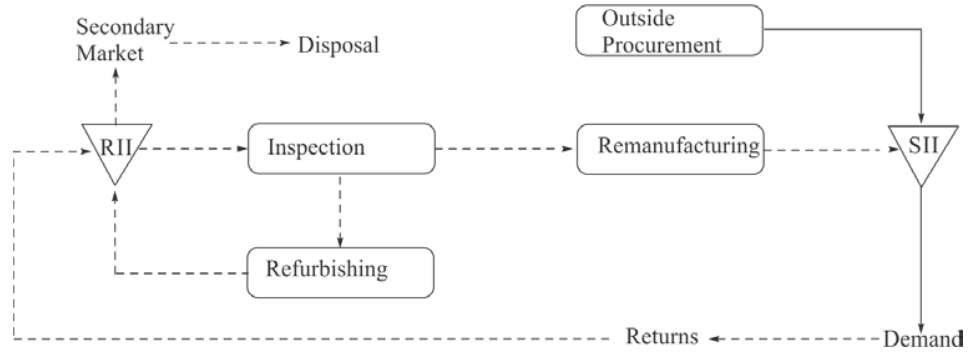 Secondary
Market
Disposal
Outside
Procurement
RII
Inspection
Remanufacturing
SII
Refurbishing
Returns
Demand